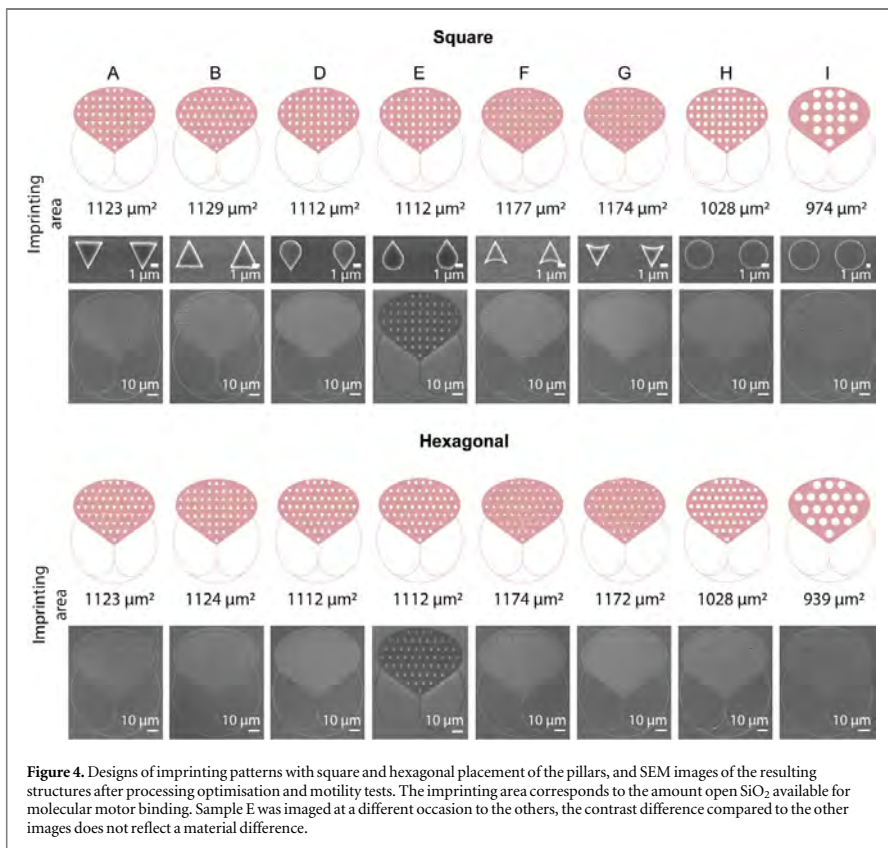 Square
A B D E F G H I
Imprinting area
1123 µm² 1129 µm² 1112 µm² 1112 µm² 1177 µm² 1174 µm² 1028 µm² 974 µm²
1 µm 1 µm 1 µm 1 µm 1 µm 1 µm 1 µm 1 µm
10 µm 10 µm 10 µm 10 µm 10 µm 10 µm 10 µm 10 µm
Hexagonal
Imprinting area
1123 µm² 1124 µm² 1112 µm² 1112 µm² 1174 µm² 1172 µm² 1028 µm² 939 µm²
10 µm 10 µm 10 µm 10 µm 10 µm 10 µm 10 µm 10 µm
Figure 4. Designs of imprinting patterns with square and hexagonal placement of the pillars, and SEM images of the resulting
structures after processing optimisation and motility tests. The imprinting area corresponds to the amount open SiO₂ available for
molecular motor binding. Sample E was imaged at a different occasion to the others, the contrast difference compared to the other
images does not reflect a material difference.